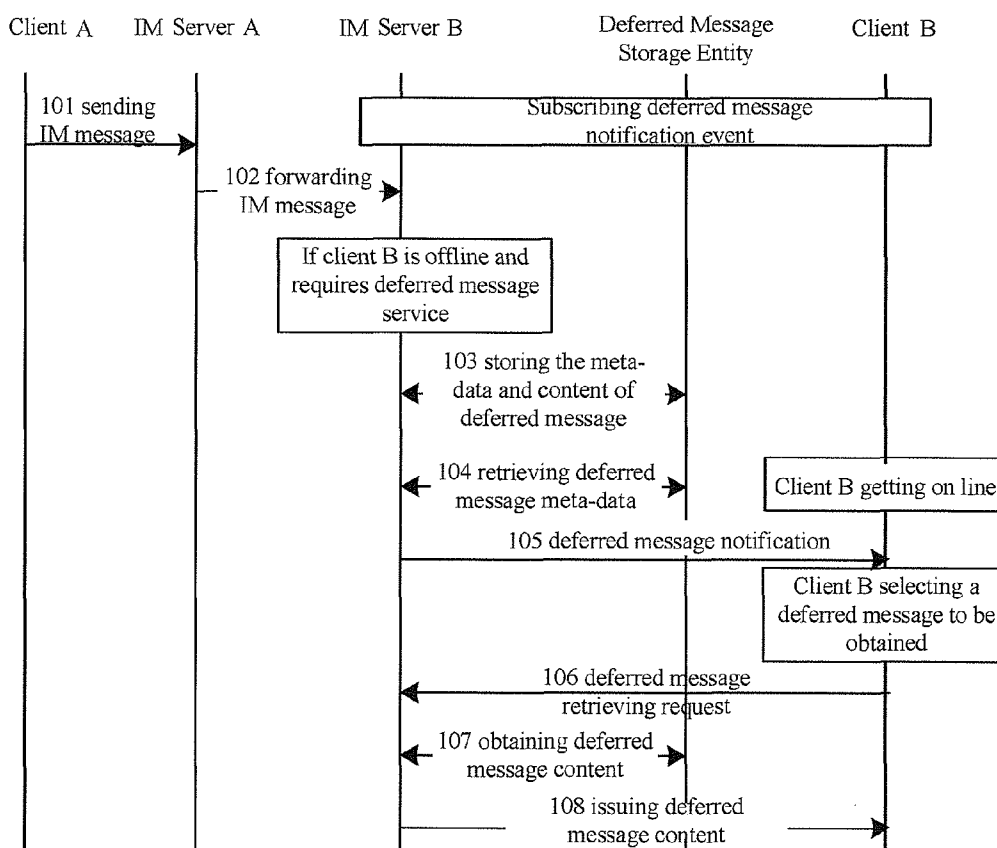 Client A
IM Server A
IM Server B
Deferred Message
Storage Entity
Client B
101 sending
IM message
Subscribing deferred message
notification event
102 forwarding
IM message
If client B is offline and
requires deferred message
service
103 storing the meta-
data and content of
deferred message
104 retrieving deferred
message meta-data
Client B getting on line
105 deferred message notification
Client B selecting a
deferred message to be
obtained
106 deferred message
retrieving request
107 obtaining deferred
message content
108 issuing deferred
message content